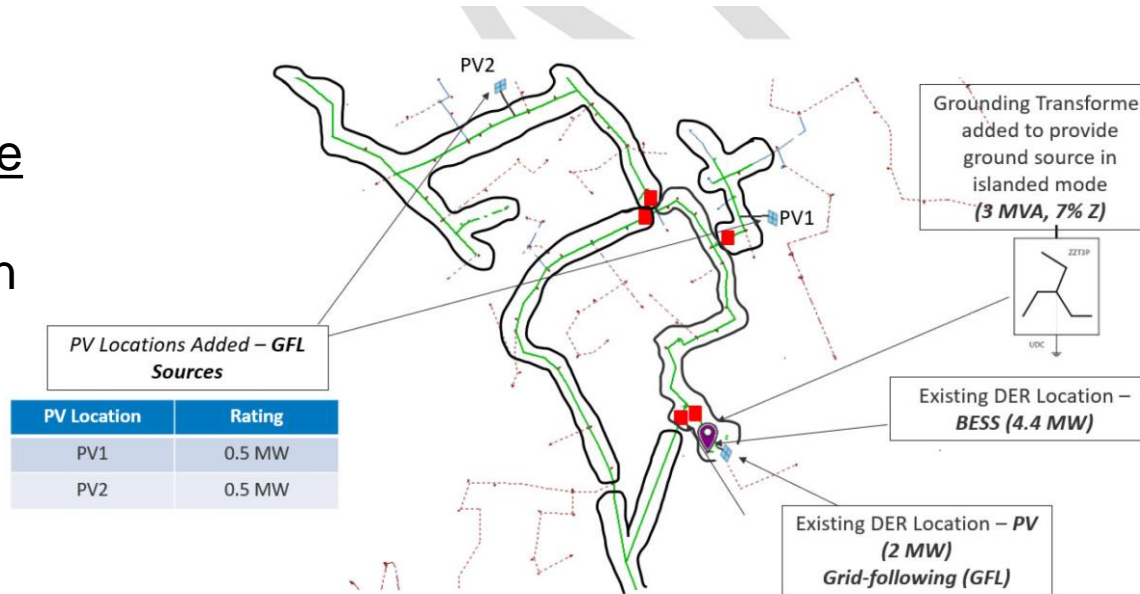 PV2
e
n
PV1
Grounding Transforme
added to provide
ground source in
islanded mode
(3 MVA, 7% Z)
ZZT3P
UDC
PV Locations Added – GFL
Sources
PV Location Rating
PV1 0.5 MW
PV2 0.5 MW
Existing DER Location –
BESS (4.4 MW)
Existing DER Location – PV
(2 MW)
Grid-following (GFL)